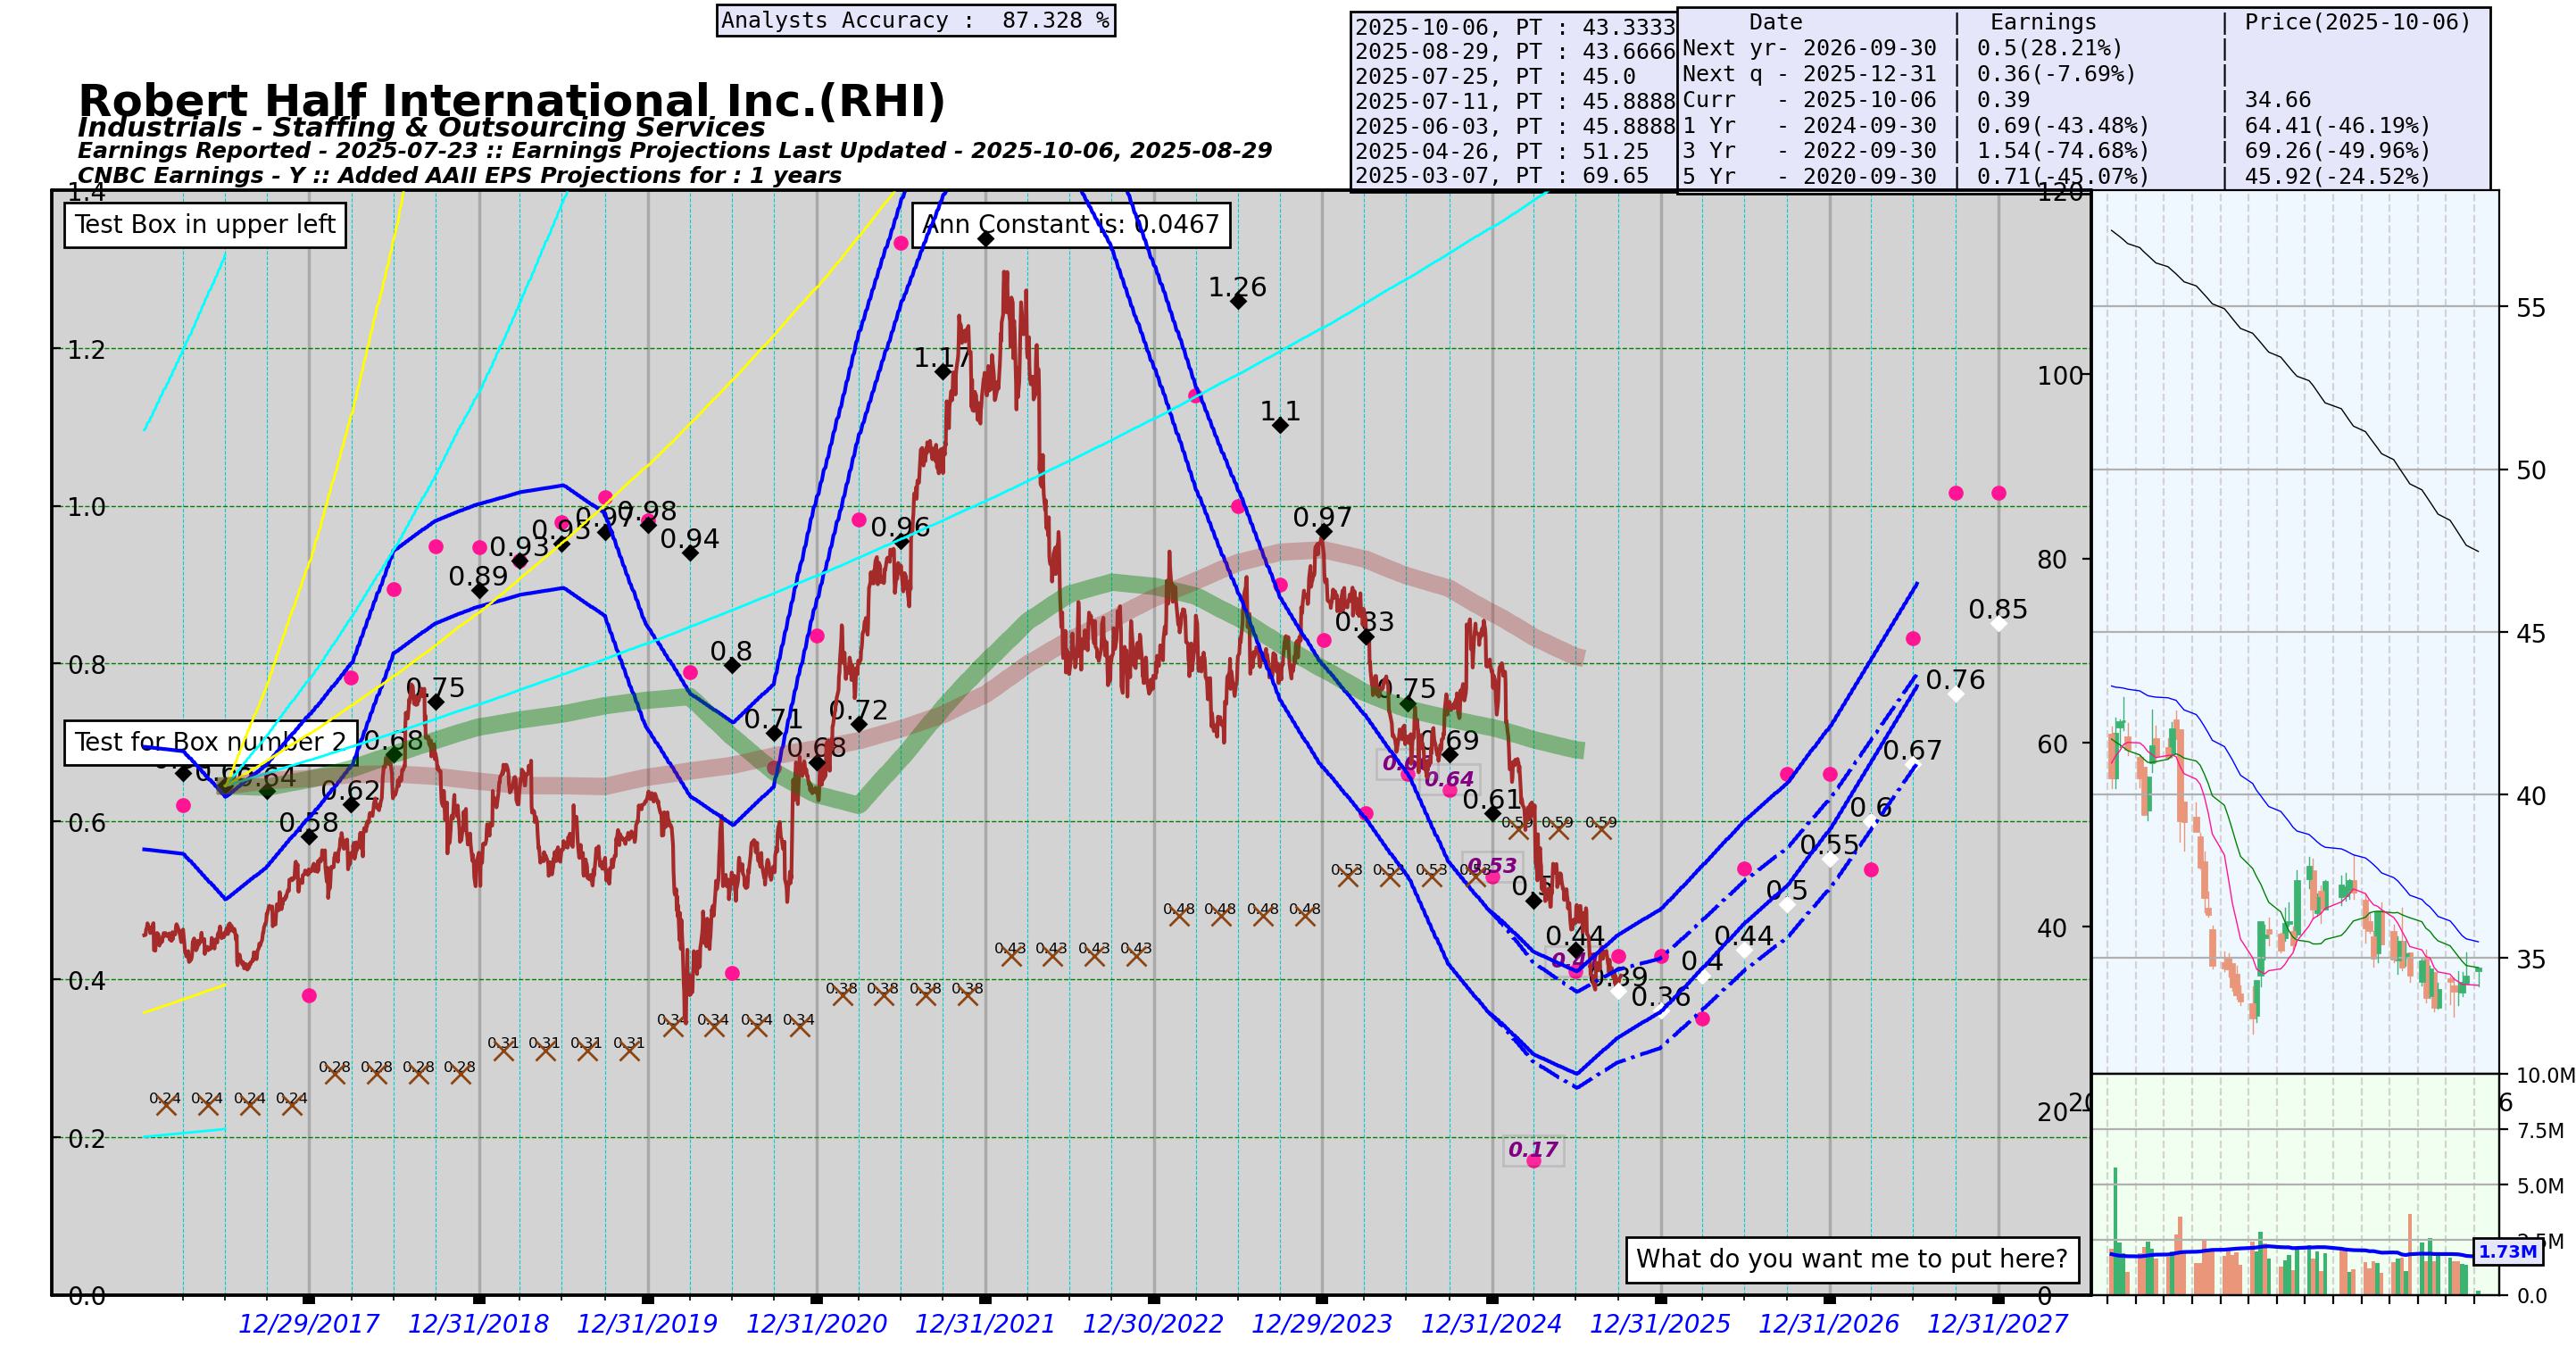 Analysts Accuracy :  87.328 %
2025-10-06, PT : 43.3333
2025-08-29, PT : 43.6666
2025-07-25, PT : 45.0
2025-07-11, PT : 45.8888
2025-06-03, PT : 45.8888
2025-04-26, PT : 51.25
2025-03-07, PT : 69.65
Date | Earnings | Price(2025-10-06)
Next yr- 2026-09-30 | 0.5(28.21%) |
Next q - 2025-12-31 | 0.36(-7.69%) |
Curr - 2025-10-06 | 0.39 | 34.66
1 Yr - 2024-09-30 | 0.69(-43.48%) | 64.41(-46.19%)
3 Yr - 2022-09-30 | 1.54(-74.68%) | 69.26(-49.96%)
5 Yr - 2020-09-30 | 0.71(-45.07%) | 45.92(-24.52%)
Robert Half International Inc.(RHI)
Industrials - Staffing & Outsourcing Services
Earnings Reported - 2025-07-23 :: Earnings Projections Last Updated - 2025-10-06, 2025-08-29
CNBC Earnings - Y :: Added AAII EPS Projections for : 1 years
Test Box in upper left
Ann Constant is: 0.0467
Test for Box number 2
What do you want me to put here?
1.4
1.2
1.0
0.8
0.6
0.4
0.2
0.0
0.64
0.58
0.62
0.68
0.75
0.89
0.93
0.95
0.97
0.98
0.94
0.8
0.71
0.68
0.72
0.96
1.17
1.26
1.1
0.97
0.83
0.75
0.69
0.61
0.5
0.44
0.39
0.36
0.4
0.44
0.5
0.55
0.6
0.67
0.76
0.85
0.64
0.53
0.17
0.24 0.24 0.24 0.24
0.28 0.28 0.28 0.28
0.31 0.31 0.31 0.31
0.34 0.34 0.34 0.34
0.38 0.38 0.38 0.38
0.43 0.43 0.43 0.43
0.48 0.48 0.48 0.48
0.53 0.53 0.53 0.53
0.59 0.59 0.59
120
100
80
60
40
20
0
55
50
45
40
35
10.0M
7.5M
5.0M
1.73M
0.0
12/29/2017 12/31/2018 12/31/2019 12/31/2020 12/31/2021 12/30/2022 12/29/2023 12/31/2024 12/31/2025 12/31/2026 12/31/2027